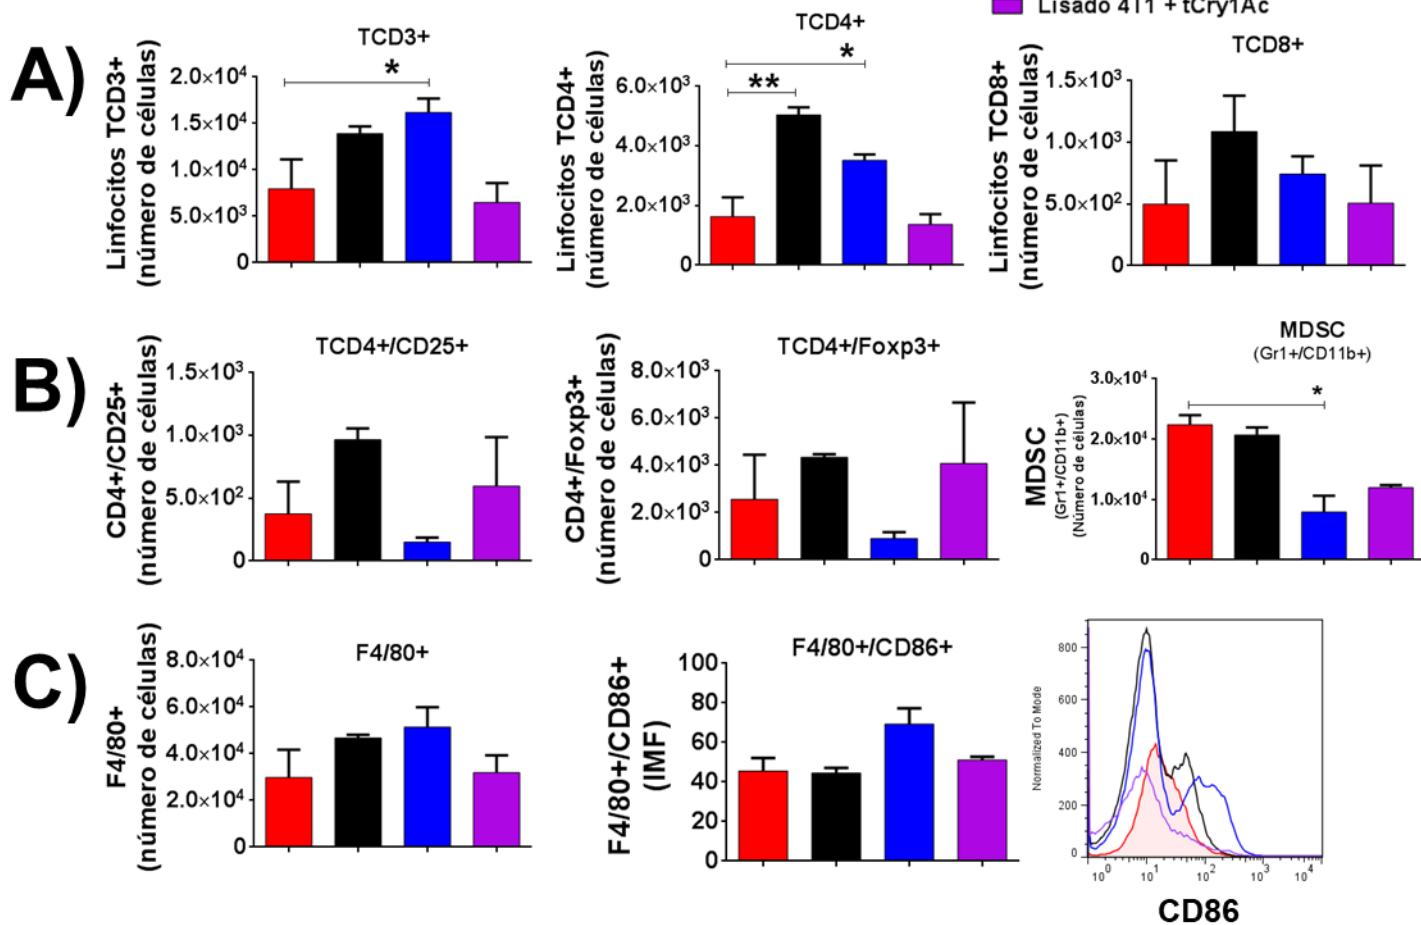 Lisado 4T1 + tCry1Ac
A)
TCD3+
Linfocitos TCD3+
(número de células)
2.0×10⁴
1.5×10⁴
1.0×10⁴
5.0×10³
0
*
TCD4+
Linfocitos TCD4+
(número de células)
6.0×10³
4.0×10³
2.0×10³
0
*
**
TCD8+
Linfocitos TCD8+
(número de células)
1.5×10³
1.0×10³
5.0×10²
0
B)
TCD4+/CD25+
CD4+/CD25+
(número de células)
1.5×10³
1.0×10³
5.0×10²
0
TCD4+/Foxp3+
CD4+/Foxp3+
(número de células)
8.0×10³
6.0×10³
4.0×10³
2.0×10³
0
MDSC
(Gr1+/CD11b+)
MDSC
(Gr1+/CD11b+)
(Número de células)
3.0×10⁴
2.0×10⁴
1.0×10⁴
0
*
C)
F4/80+
F4/80+
(número de células)
8.0×10⁴
6.0×10⁴
4.0×10⁴
2.0×10⁴
0
F4/80+/CD86+
F4/80+/CD86+
(IMF)
100
80
60
40
20
0
Normalized To Mode
800
600
400
200
0
10⁰ 10¹ 10² 10³ 10⁴
CD86